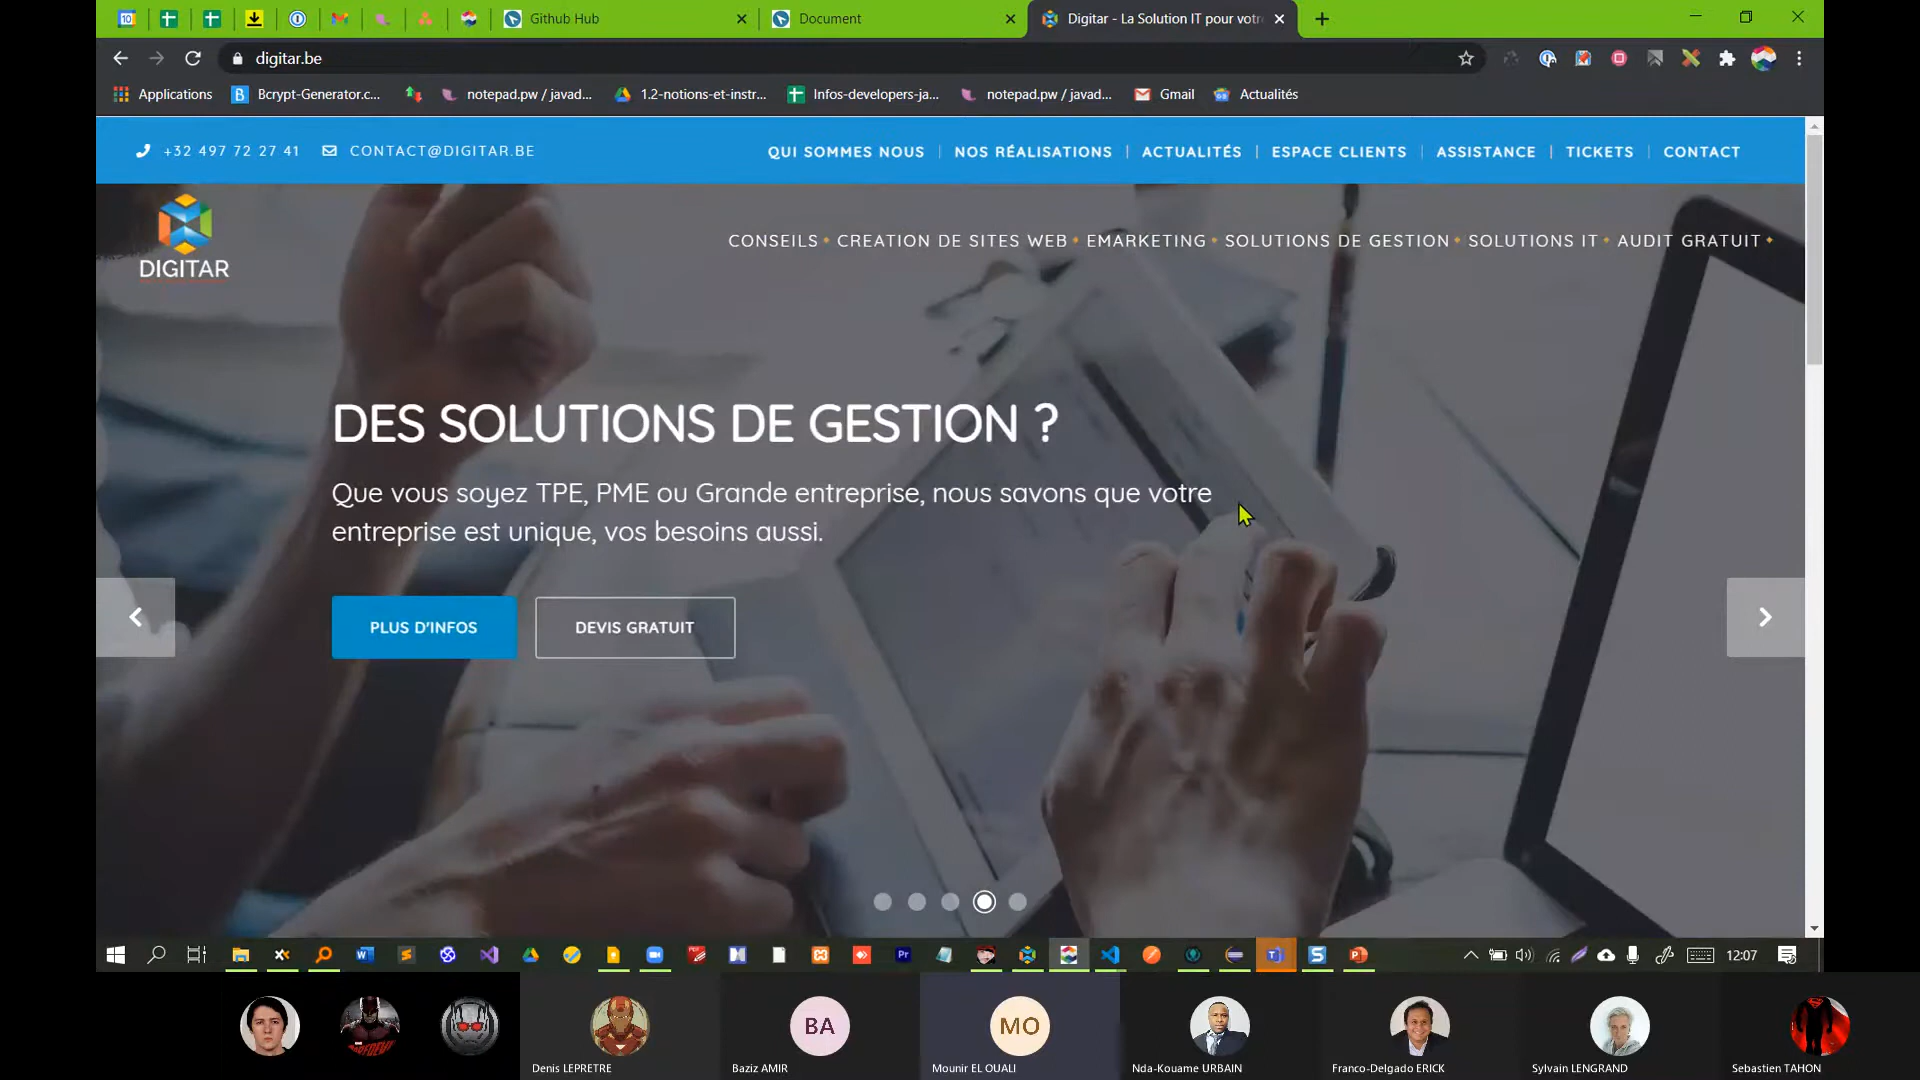 Github Hub
Document
Digitar - La Solution IT pour votr
digitar.be
Applications
Bcrypt-Generator.c...
notepad.pw / javad...
1.2-notions-et-instr...
Infos-developers-ja...
notepad.pw / javad...
Gmail
Actualités
+32 497 72 27 41
CONTACT@DIGITAR.BE
QUI SOMMES NOUS
NOS RÉALISATIONS
ACTUALITÉS
ESPACE CLIENTS
ASSISTANCE
TICKETS
CONTACT
DIGITAR
CONSEILS
CREATION DE SITES WEB
EMARKETING
SOLUTIONS DE GESTION
SOLUTIONS IT
AUDIT GRATUIT
DES SOLUTIONS DE GESTION ?
Que vous soyez TPE, PME ou Grande entreprise, nous savons que votre
entreprise est unique, vos besoins aussi.
PLUS D'INFOS
DEVIS GRATUIT
12:07
BA
MO
Denis LEPRETRE
Baziz AMIR
Mounir EL OUALI
Nda-Kouame URBAIN
Franco-Delgado ERICK
Sylvain LENGRAND
Sebastien TAHON